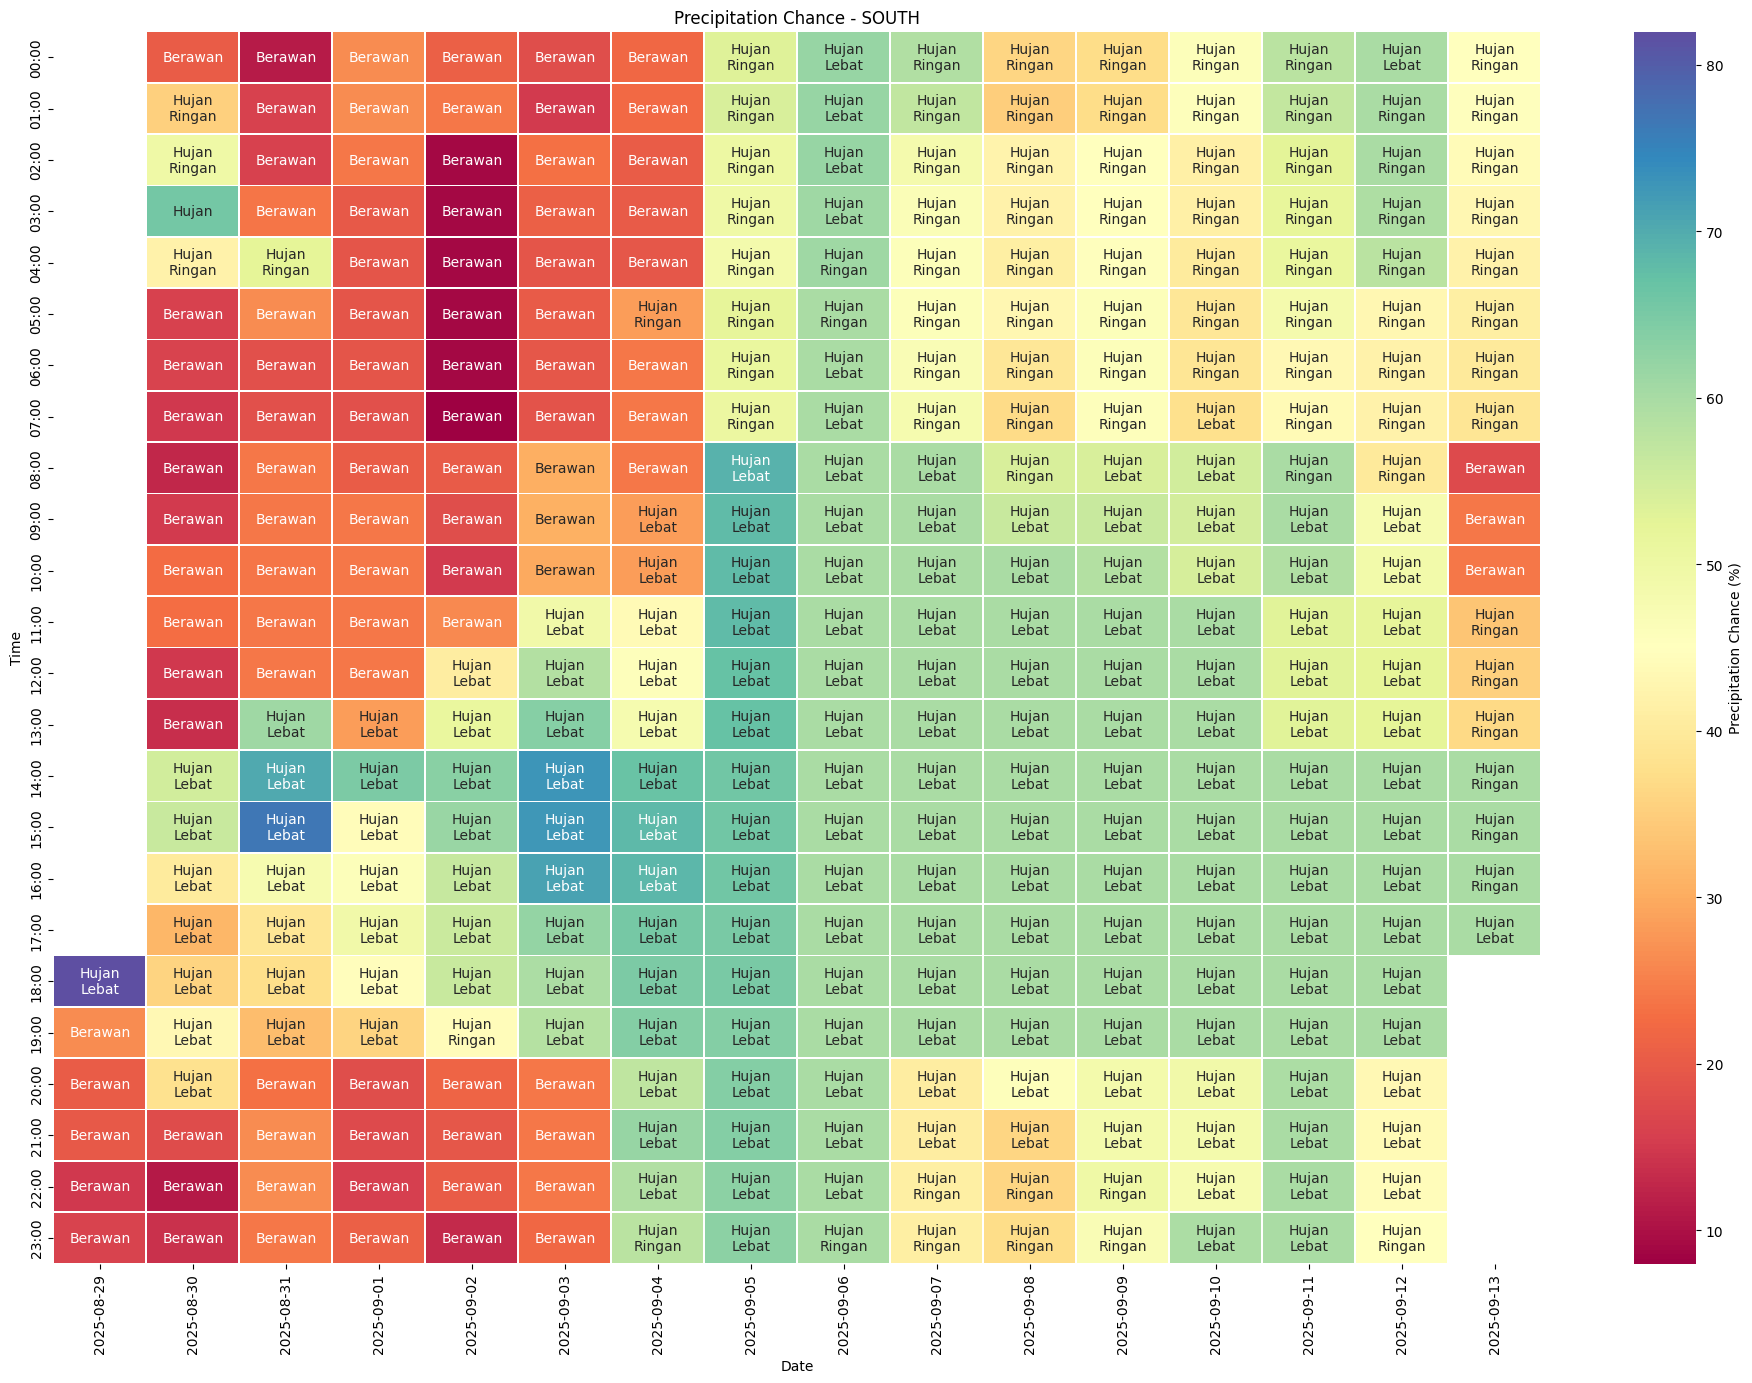 Precipitation Chance - SOUTH
00:00 Berawan Berawan Berawan Berawan Berawan Berawan Hujan Ringan Hujan Lebat Hujan Ringan Hujan Ringan Hujan Ringan Hujan Ringan Hujan Ringan Hujan Lebat Hujan Ringan
01:00 Hujan Ringan Berawan Berawan Berawan Berawan Berawan Hujan Ringan Hujan Lebat Hujan Ringan Hujan Ringan Hujan Ringan Hujan Ringan Hujan Ringan Hujan Ringan Hujan Ringan
02:00 Hujan Ringan Berawan Berawan Berawan Berawan Berawan Hujan Ringan Hujan Lebat Hujan Ringan Hujan Ringan Hujan Ringan Hujan Ringan Hujan Ringan Hujan Ringan Hujan Ringan
03:00 Hujan Berawan Berawan Berawan Berawan Berawan Hujan Ringan Hujan Lebat Hujan Ringan Hujan Ringan Hujan Ringan Hujan Ringan Hujan Ringan Hujan Ringan Hujan Ringan
04:00 Hujan Ringan Hujan Ringan Berawan Berawan Berawan Berawan Hujan Ringan Hujan Ringan Hujan Ringan Hujan Ringan Hujan Ringan Hujan Ringan Hujan Ringan Hujan Ringan Hujan Ringan
05:00 Berawan Berawan Berawan Berawan Berawan Hujan Ringan Hujan Ringan Hujan Ringan Hujan Ringan Hujan Ringan Hujan Ringan Hujan Ringan Hujan Ringan Hujan Ringan Hujan Ringan
06:00 Berawan Berawan Berawan Berawan Berawan Berawan Hujan Ringan Hujan Lebat Hujan Ringan Hujan Ringan Hujan Ringan Hujan Ringan Hujan Ringan Hujan Ringan Hujan Ringan
07:00 Berawan Berawan Berawan Berawan Berawan Berawan Hujan Ringan Hujan Lebat Hujan Ringan Hujan Ringan Hujan Ringan Hujan Lebat Hujan Ringan Hujan Ringan Hujan Ringan
08:00 Berawan Berawan Berawan Berawan Berawan Berawan Hujan Lebat Hujan Lebat Hujan Lebat Hujan Ringan Hujan Lebat Hujan Lebat Hujan Ringan Hujan Ringan Berawan
09:00 Berawan Berawan Berawan Berawan Berawan Hujan Lebat Hujan Lebat Hujan Lebat Hujan Lebat Hujan Lebat Hujan Lebat Hujan Lebat Hujan Lebat Hujan Lebat Berawan
10:00 Berawan Berawan Berawan Berawan Berawan Hujan Lebat Hujan Lebat Hujan Lebat Hujan Lebat Hujan Lebat Hujan Lebat Hujan Lebat Hujan Lebat Hujan Lebat Berawan
11:00 Berawan Berawan Berawan Berawan Hujan Lebat Hujan Lebat Hujan Lebat Hujan Lebat Hujan Lebat Hujan Lebat Hujan Lebat Hujan Lebat Hujan Lebat Hujan Lebat Hujan Ringan
12:00 Berawan Berawan Berawan Hujan Lebat Hujan Lebat Hujan Lebat Hujan Lebat Hujan Lebat Hujan Lebat Hujan Lebat Hujan Lebat Hujan Lebat Hujan Lebat Hujan Lebat Hujan Ringan
13:00 Berawan Hujan Lebat Hujan Lebat Hujan Lebat Hujan Lebat Hujan Lebat Hujan Lebat Hujan Lebat Hujan Lebat Hujan Lebat Hujan Lebat Hujan Lebat Hujan Lebat Hujan Lebat Hujan Ringan
14:00 Hujan Lebat Hujan Lebat Hujan Lebat Hujan Lebat Hujan Lebat Hujan Lebat Hujan Lebat Hujan Lebat Hujan Lebat Hujan Lebat Hujan Lebat Hujan Lebat Hujan Lebat Hujan Lebat Hujan Ringan
15:00 Hujan Lebat Hujan Lebat Hujan Lebat Hujan Lebat Hujan Lebat Hujan Lebat Hujan Lebat Hujan Lebat Hujan Lebat Hujan Lebat Hujan Lebat Hujan Lebat Hujan Lebat Hujan Lebat Hujan Ringan
16:00 Hujan Lebat Hujan Lebat Hujan Lebat Hujan Lebat Hujan Lebat Hujan Lebat Hujan Lebat Hujan Lebat Hujan Lebat Hujan Lebat Hujan Lebat Hujan Lebat Hujan Lebat Hujan Lebat Hujan Ringan
17:00 Hujan Lebat Hujan Lebat Hujan Lebat Hujan Lebat Hujan Lebat Hujan Lebat Hujan Lebat Hujan Lebat Hujan Lebat Hujan Lebat Hujan Lebat Hujan Lebat Hujan Lebat Hujan Lebat Hujan Lebat
18:00 Hujan Lebat Hujan Lebat Hujan Lebat Hujan Lebat Hujan Lebat Hujan Lebat Hujan Lebat Hujan Lebat Hujan Lebat Hujan Lebat Hujan Lebat Hujan Lebat Hujan Lebat Hujan Lebat Hujan Lebat
19:00 Berawan Hujan Lebat Hujan Lebat Hujan Lebat Hujan Ringan Hujan Lebat Hujan Lebat Hujan Lebat Hujan Lebat Hujan Lebat Hujan Lebat Hujan Lebat Hujan Lebat Hujan Lebat Hujan Lebat
20:00 Berawan Hujan Lebat Berawan Berawan Berawan Berawan Hujan Lebat Hujan Lebat Hujan Lebat Hujan Lebat Hujan Lebat Hujan Lebat Hujan Lebat Hujan Lebat Hujan Lebat
21:00 Berawan Berawan Berawan Berawan Berawan Berawan Hujan Lebat Hujan Lebat Hujan Lebat Hujan Lebat Hujan Lebat Hujan Lebat Hujan Lebat Hujan Lebat Hujan Lebat
22:00 Berawan Berawan Berawan Berawan Berawan Berawan Hujan Lebat Hujan Lebat Hujan Lebat Hujan Ringan Hujan Ringan Hujan Ringan Hujan Lebat Hujan Lebat Hujan Lebat
23:00 Berawan Berawan Berawan Berawan Berawan Berawan Hujan Ringan Hujan Lebat Hujan Ringan Hujan Ringan Hujan Ringan Hujan Ringan Hujan Lebat Hujan Lebat Hujan Ringan
Time
2025-08-29 2025-08-30 2025-08-31 2025-09-01 2025-09-02 2025-09-03 2025-09-04 2025-09-05 2025-09-06 2025-09-07 2025-09-08 2025-09-09 2025-09-10 2025-09-11 2025-09-12 2025-09-13
Date
80
70
60
50
40
30
20
10
Precipitation Chance (%)